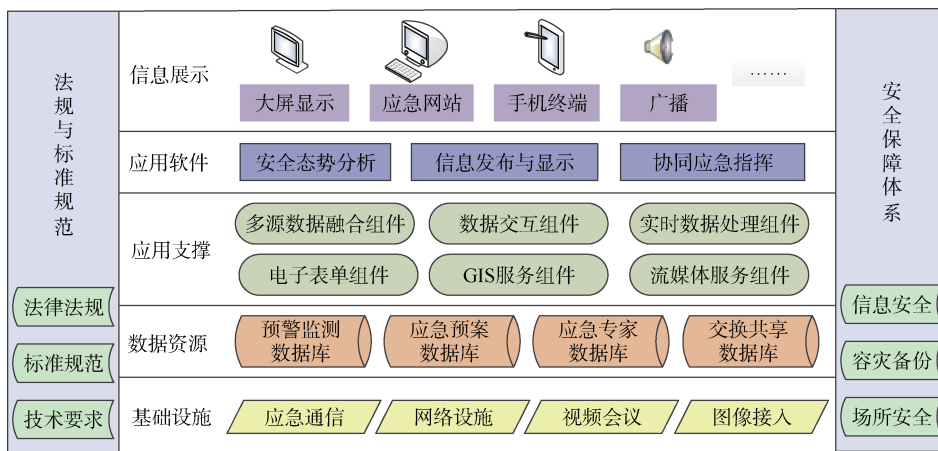 法规与标准规范
法律法规
标准规范
技术要求
信息展示
大屏显示
应急网站
手机终端
广播
……
应用软件
安全态势分析
信息发布与显示
协同应急指挥
应用支撑
多源数据融合组件
数据交互组件
实时数据处理组件
电子表单组件
GIS服务组件
流媒体服务组件
数据资源
预警监测
数据库
应急预案
数据库
应急专家
数据库
交换共享
数据库
基础设施
应急通信
网络设施
视频会议
图像接入
安全保障体系
信息安全
容灾备份
场所安全